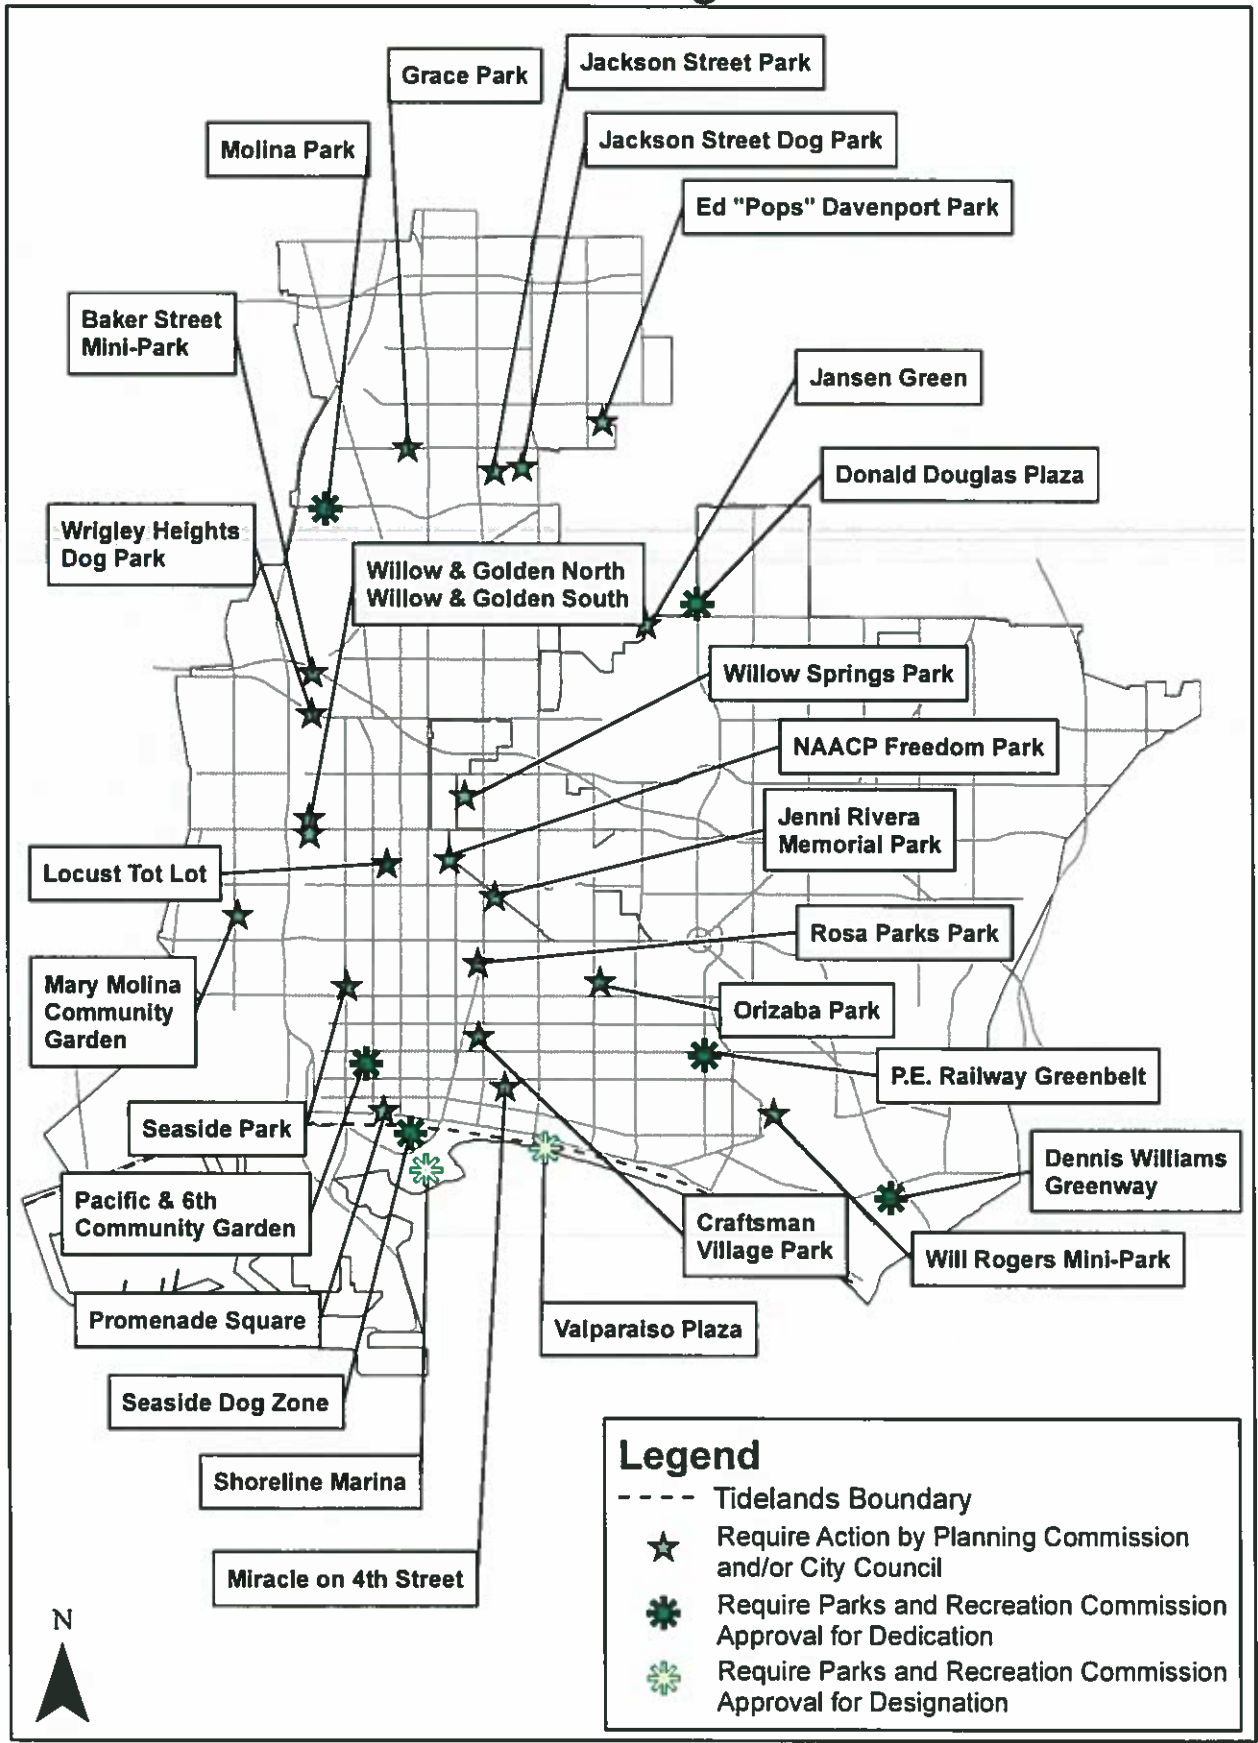 Jackson Street Park
Grace Park
Jackson Street Dog Park
Molina Park
Ed "Pops" Davenport Park
Baker Street
Mini-Park
Jansen Green
Donald Douglas Plaza
Wrigley Heights
Dog Park
Willow & Golden North
Willow & Golden South
Willow Springs Park
NAACP Freedom Park
Jenni Rivera
Memorial Park
Locust Tot Lot
Rosa Parks Park
Mary Molina
Community
Garden
Orizaba Park
P.E. Railway Greenbelt
Seaside Park
Dennis Williams
Greenway
Pacific & 6th
Community Garden
Craftsman
Village Park
Will Rogers Mini-Park
Promenade Square
Valparaiso Plaza
Seaside Dog Zone
Shoreline Marina
Miracle on 4th Street
N
Legend
Tidelands Boundary
Require Action by Planning Commission
and/or City Council
Require Parks and Recreation Commission
Approval for Dedication
Require Parks and Recreation Commission
Approval for Designation